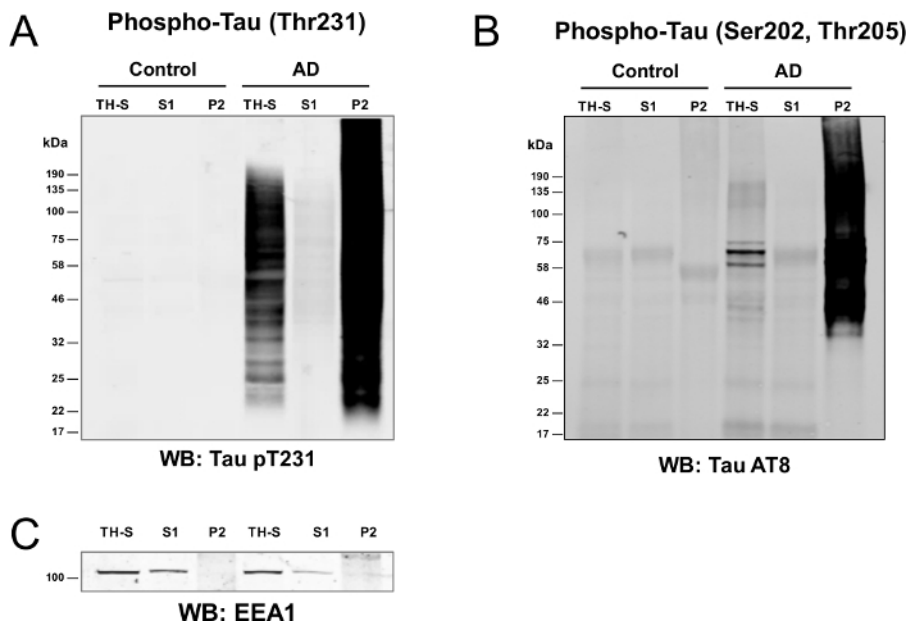 A
Phospho-Tau (Thr231)
Control AD
TH-S S1 P2 TH-S S1 P2
kDa
190
135
100
75
58
46
32
25
22
17
WB: Tau pT231
B
Phospho-Tau (Ser202, Thr205)
Control AD
TH-S S1 P2 TH-S S1 P2
kDa
190
135
100
75
58
46
32
25
22
17
WB: Tau AT8
C
TH-S S1 P2 TH-S S1 P2
100
WB: EEA1